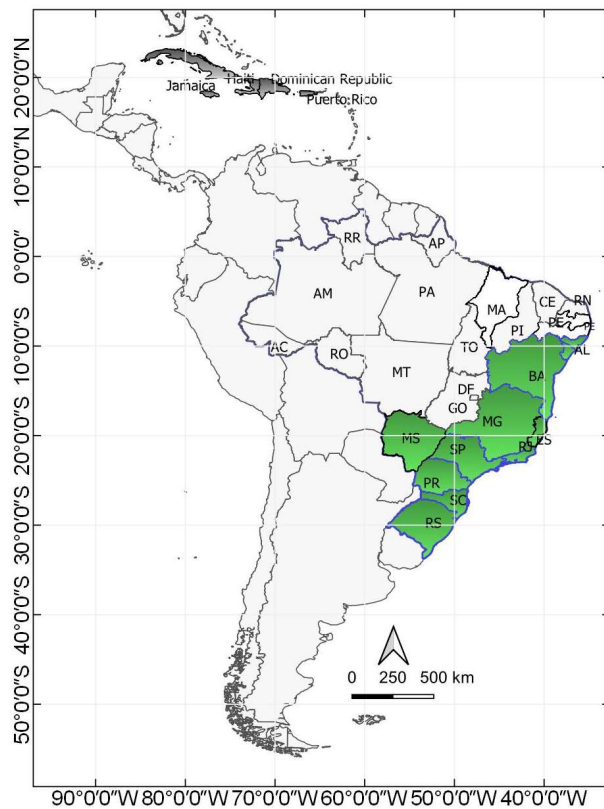 Jamaica Haiti Dominican Republic
Puerto Rico
20°0'0"N
10°0'0"N
0°0'0"
10°0'0"S
20°0'0"S
30°0'0"S
40°0'0"S
50°0'0"S
RR
AP
AM
PA
MA
CE
RN
PB
PE
PI
AC
RO
TO
AL
MT
BA
DF
GO
MG
MS
ES
SP
RJ
PR
SC
RS
0 250 500 km
90°0'0"W 80°0'0"W 70°0'0"W 60°0'0"W 50°0'0"W 40°0'0"W